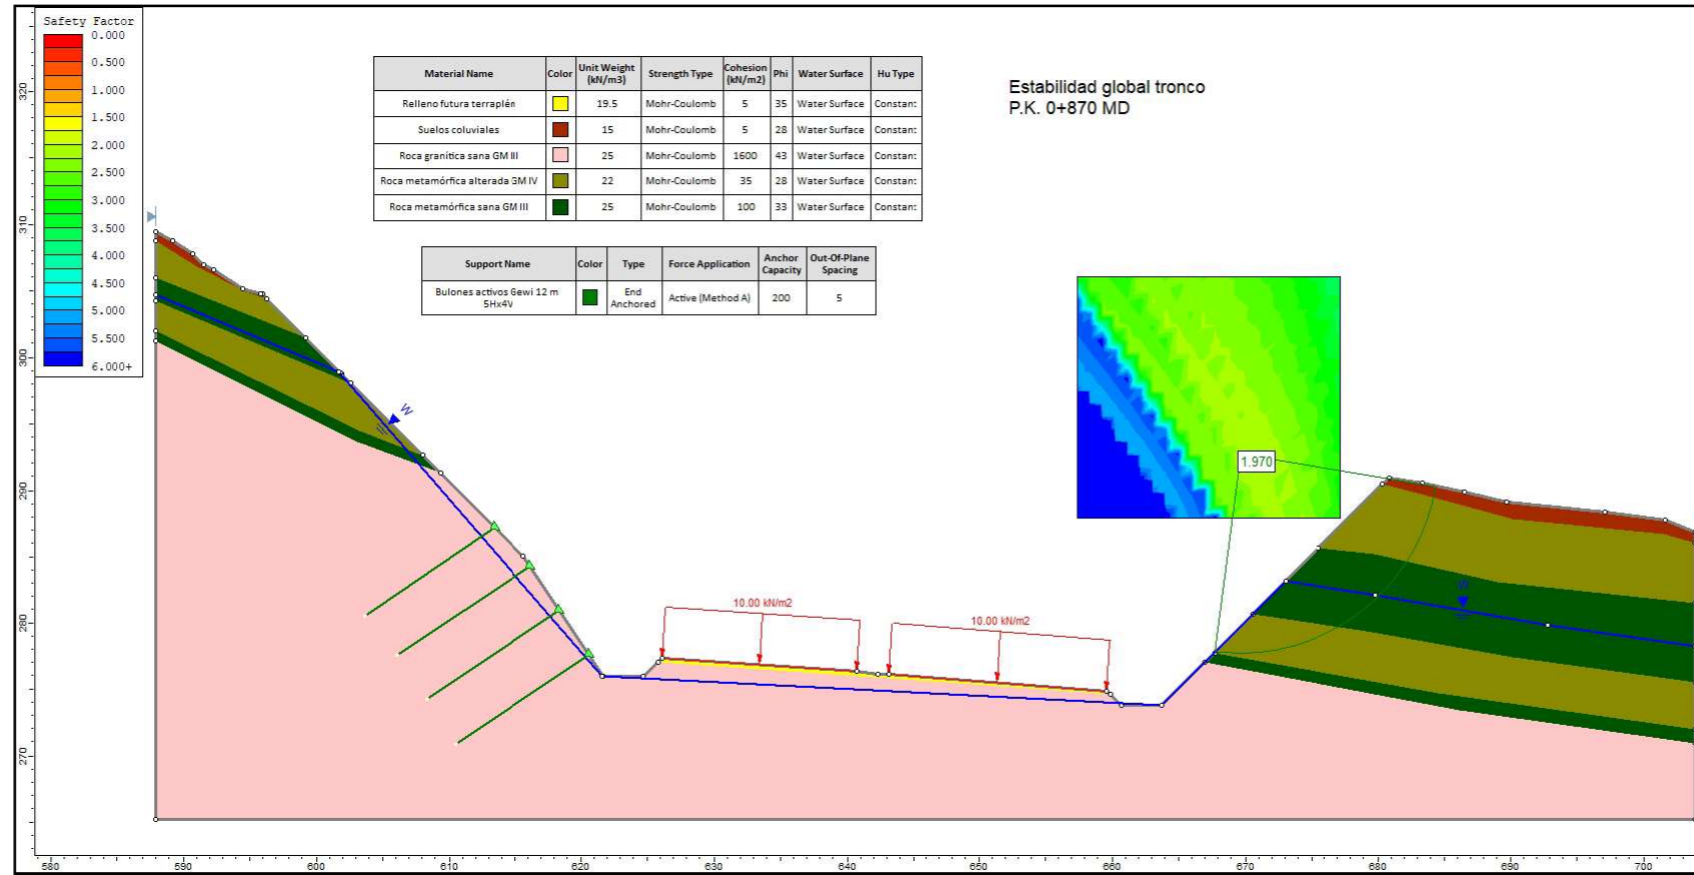 Safety Factor
0.000
0.500
1.000
1.500
2.000
2.500
3.000
3.500
4.000
4.500
5.000
5.500
6.000+
Material Name Color Unit Weight (kN/m3) Strength Type Cohesion (kN/m2) Phi Water Surface Hu Type
Relleno futura terraplén 19.5 Mohr-Coulomb 5 35 Water Surface Constant
Suelos coluviales 15 Mohr-Coulomb 5 28 Water Surface Constant
Roca granítica sana GM III 25 Mohr-Coulomb 1600 43 Water Surface Constant
Roca metamórfica alterada GM IV 22 Mohr-Coulomb 35 28 Water Surface Constant
Roca metamórfica sana GM III 25 Mohr-Coulomb 100 33 Water Surface Constant
Support Name Color Type Force Application Anchor Capacity Out-Of-Plane Spacing
Bulones activos Gewi 12 m 5Hx4V End Anchored Active (Method A) 200 5
Estabilidad global tronco
P.K. 0+870 MD
1.970
W
W
10.00 kN/m2
10.00 kN/m2
320
310
300
290
280
270
580 590 600 610 620 630 640 650 660 670 680 690 700